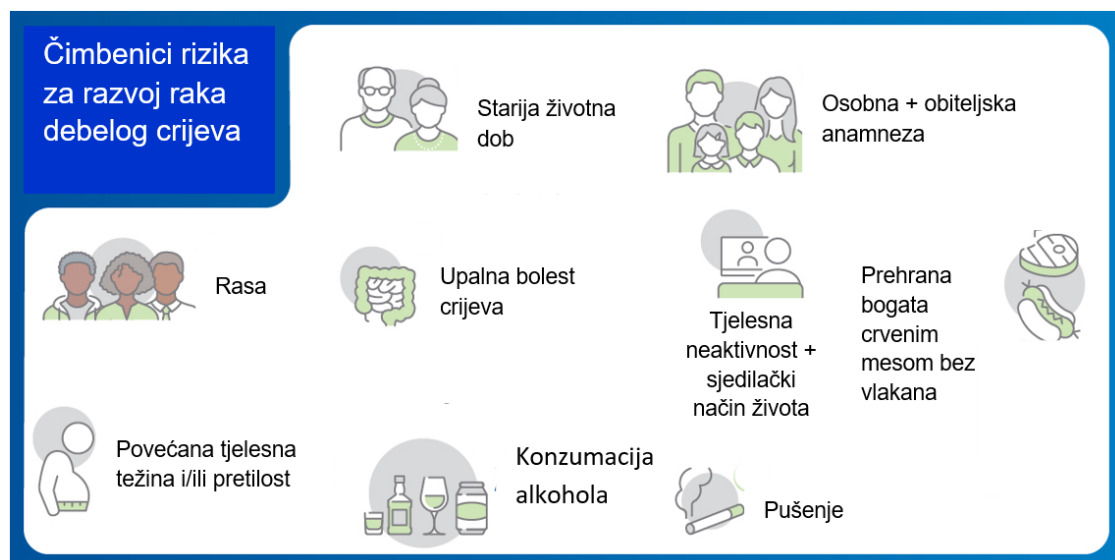 Čimbenici rizika
za razvoj raka
debelog crijeva
Starija životna
dob
Osobna + obiteljska
anamneza
Rasa
Upalna bolest
crijeva
Tjelesna
neaktivnost +
sjedilački
način života
Prehrana
bogata
crvenim
mesom bez
vlakana
Povećana tjelesna
težina i/ili pretilost
Konzumacija
alkohola
Pušenje